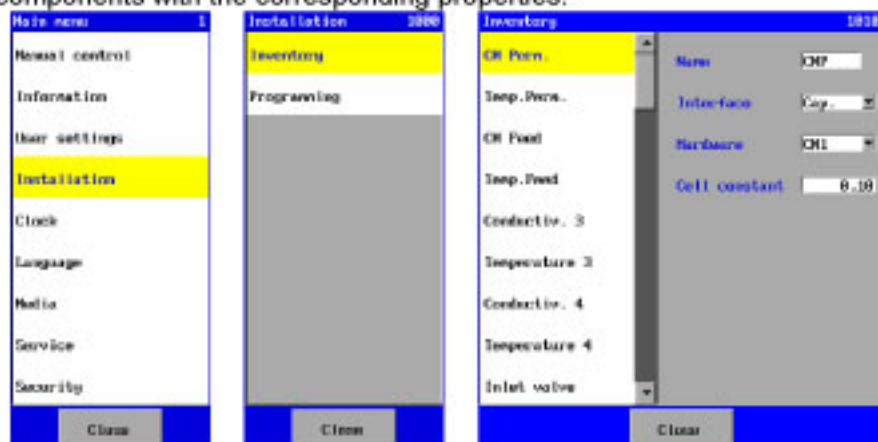 components with the corresponding properties.
Main menu 1
Manual control
Information
User settings
Installation
Clock
Language
Media
Service
Security
Close
Installation 1000
Inventory
Programming
Close
Inventory 1010
CM Perm.
Temp.Perm.
CM Feed
Temp.Feed
Conductiv. 3
Temperature 3
Conductiv. 4
Temperature 4
Inlet valve
Name CMP
Interface Cap.
Hardware CM1
Cell constant 0.10
Close